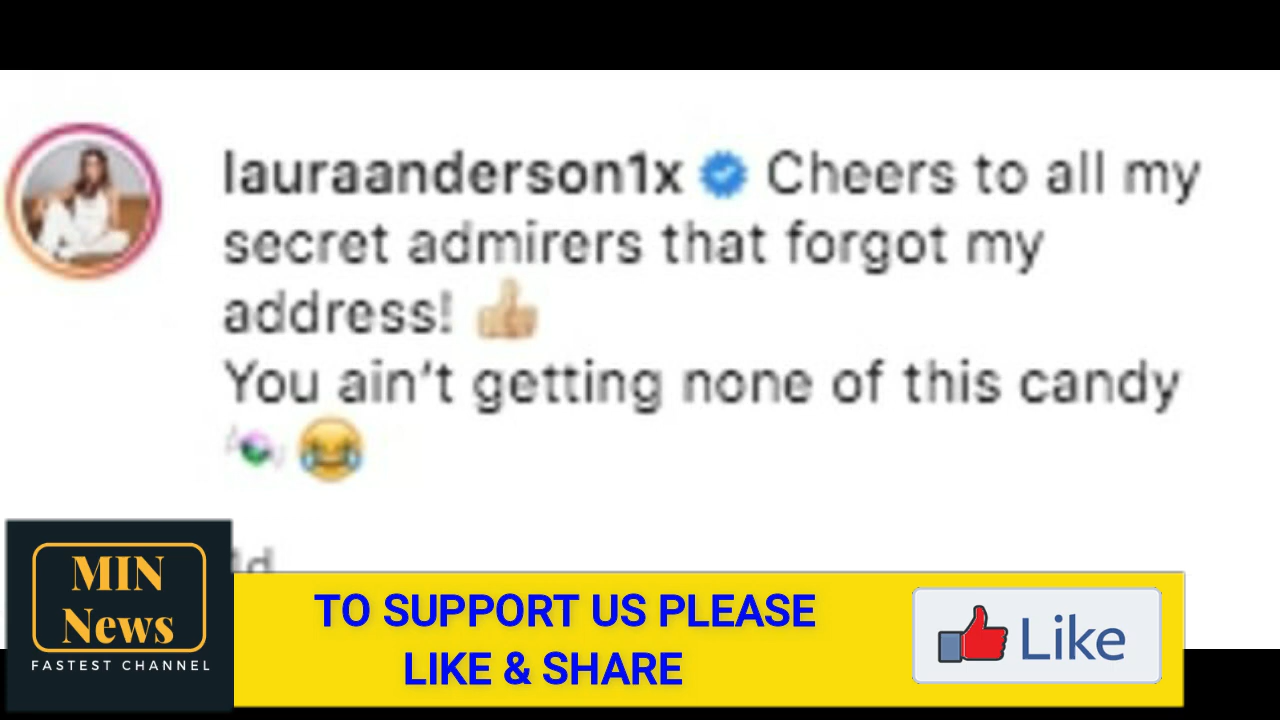 lauraanderson1x Cheers to all my
secret admirers that forgot my
address! 👍🏼
You ain't getting none of this candy
🍬😂
MIN
News
FASTEST CHANNEL
TO SUPPORT US PLEASE
LIKE & SHARE
Like